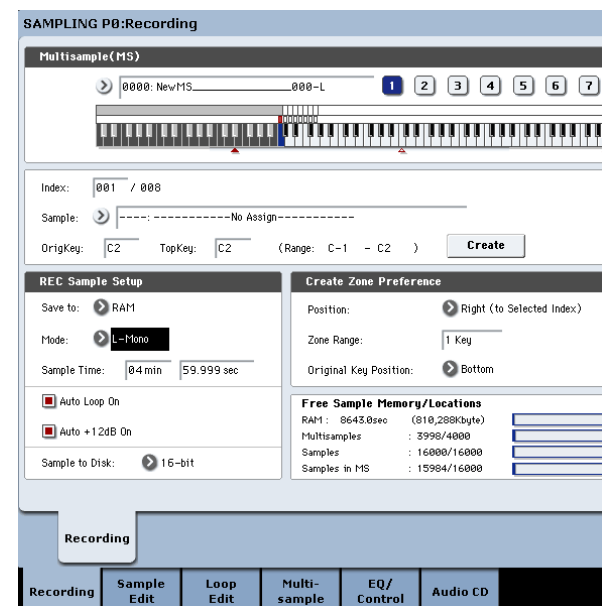 SAMPLING P0:Recording
Multisample(MS)
0000: NewMS______________000-L
1 2 3 4 5 6 7
Index: 001 / 008
Sample: ----: ------------No Assign------------
OrigKey: C2 TopKey: C2 (Range: C-1 - C2 ) Create
REC Sample Setup
Save to: RAM
Mode: L-Mono
Sample Time: 04 min 59.999 sec
Auto Loop On
Auto +12dB On
Sample to Disk: 16-bit
Create Zone Preference
Position: Right (to Selected Index)
Zone Range: 1 Key
Original Key Position: Bottom
Free Sample Memory/Locations
RAM : 8643.0sec (810,288Kbyte)
Multisamples : 3998/4000
Samples : 16000/16000
Samples in MS : 15984/16000
Recording
Recording
Sample Edit
Loop Edit
Multi-sample
EQ/Control
Audio CD